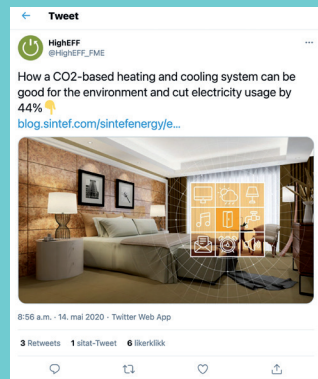 Tweet
HighEFF
@HighEFF_FME
How a CO2-based heating and cooling system can be
good for the environment and cut electricity usage by
44%👇
blog.sintef.com/sintefenergy/e...
8:56 a.m. · 14. mai 2020 · Twitter Web App
3 Retweets 1 sitat-Tweet 6 likerklikk